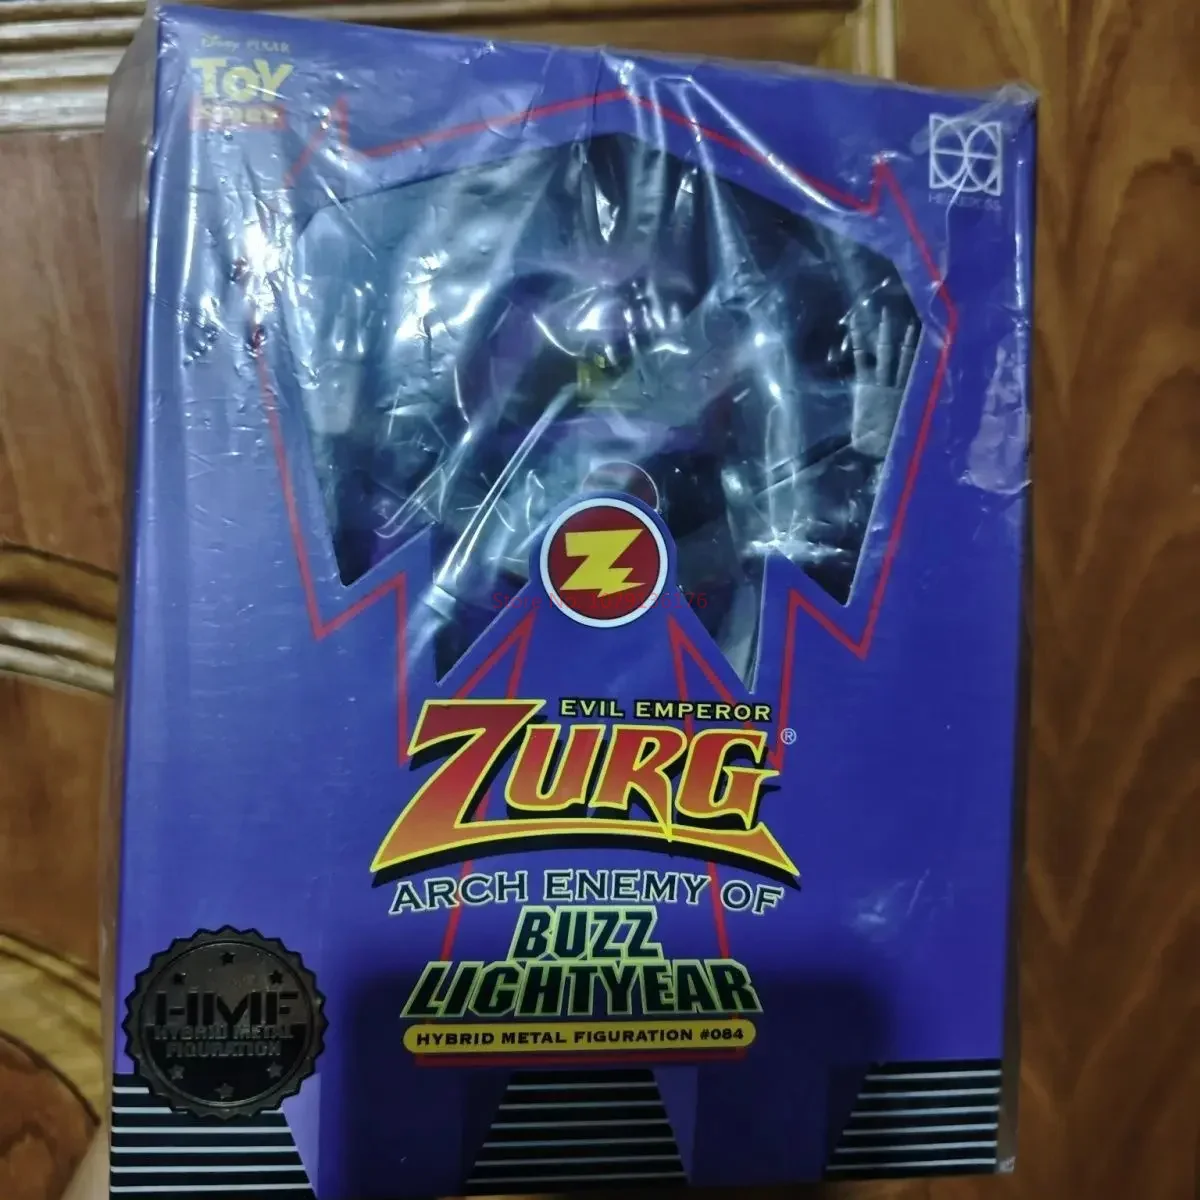 Disney PIXAR
TOY
STORY
HEROCROSS
Z
EVIL EMPEROR
ZURG®
ARCH ENEMY OF
BUZZ
LIGHTYEAR
HYBRID METAL FIGURATION #084
HMF
HYBRID METAL
FIGURATION